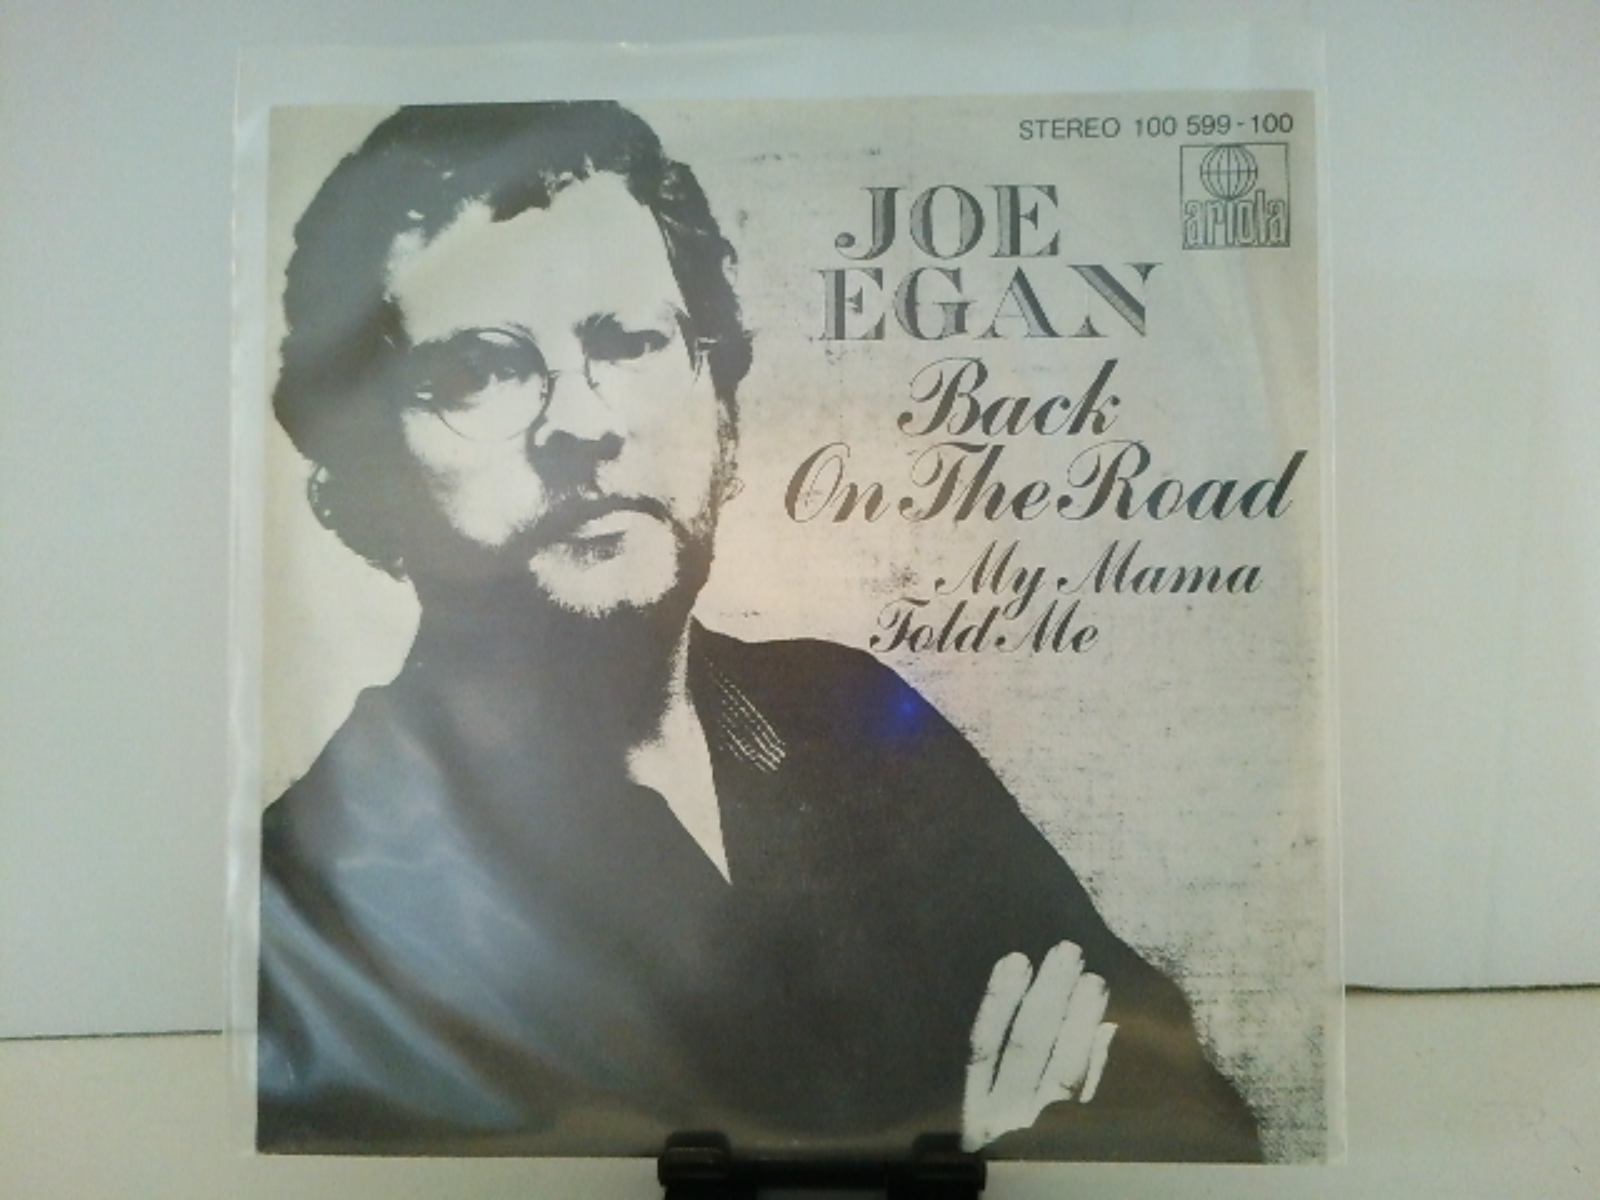 STEREO 100 599-100
ariola
JOE
EGAN
Back
On The Road
My Mama
Told Me